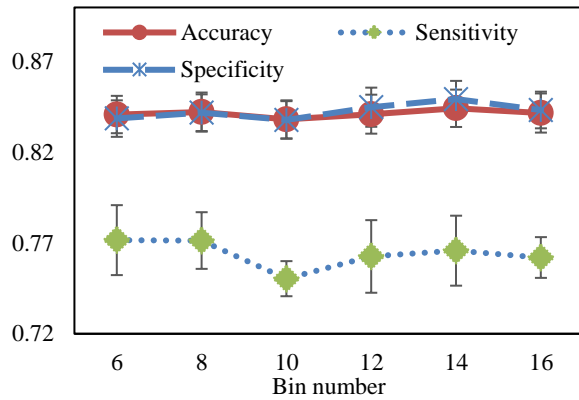 Accuracy
Sensitivity
Specificity
0.87
0.82
0.77
0.72
6 8 10 12 14 16
Bin number